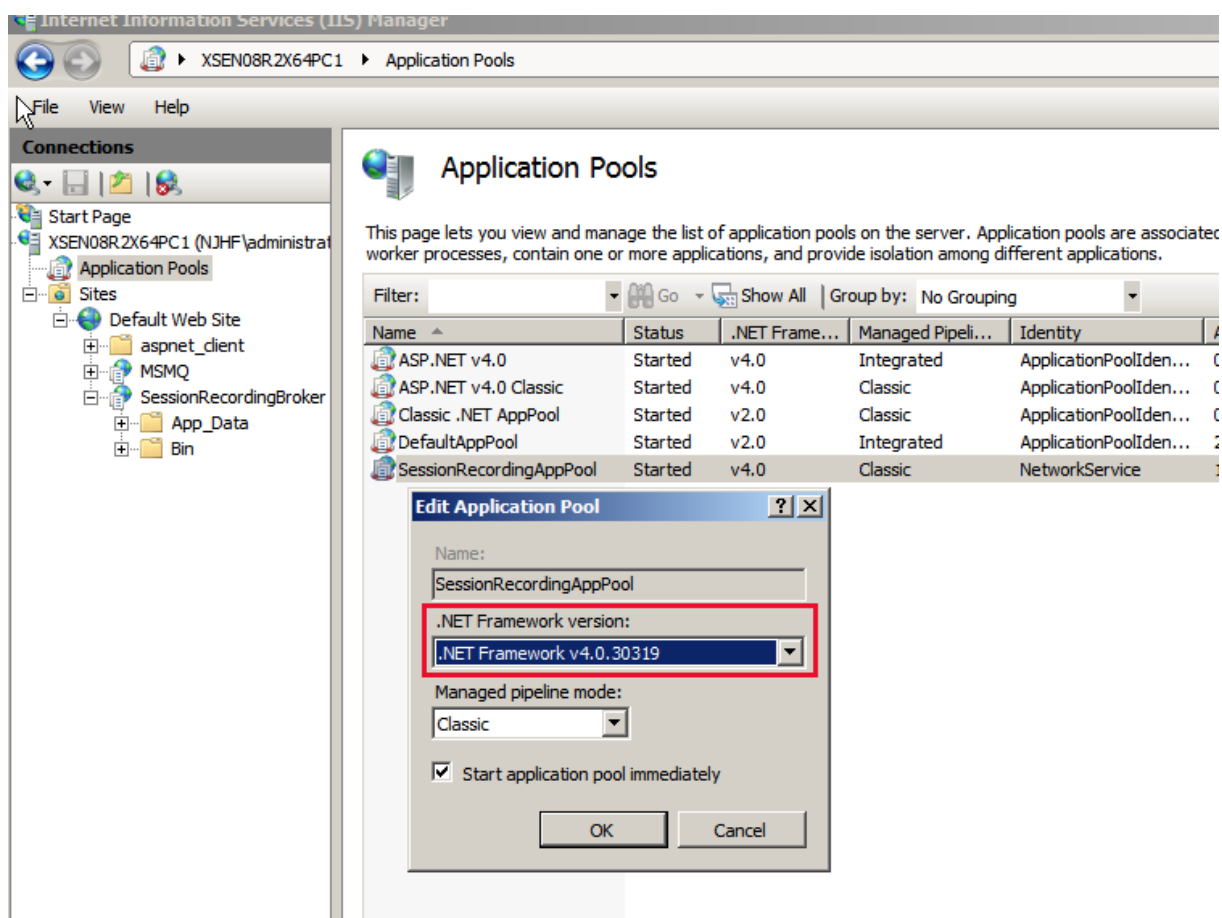 Internet Information Services (IIS) Manager
XSEN08R2X64PC1 Application Pools
File View Help
Connections
Start Page
XSEN08R2X64PC1 (NJHF\administrat
Application Pools
Sites
Default Web Site
aspnet_client
MSMQ
SessionRecordingBroker
App_Data
Bin
Application Pools
This page lets you view and manage the list of application pools on the server. Application pools are associated
worker processes, contain one or more applications, and provide isolation among different applications.
Filter: Go Show All Group by: No Grouping
Name Status .NET Frame... Managed Pipeli... Identity A
ASP.NET v4.0 Started v4.0 Integrated ApplicationPoolIden... 0
ASP.NET v4.0 Classic Started v4.0 Classic ApplicationPoolIden... 0
Classic .NET AppPool Started v2.0 Classic ApplicationPoolIden... 0
DefaultAppPool Started v2.0 Integrated ApplicationPoolIden... 2
SessionRecordingAppPool Started v4.0 Classic NetworkService 1
Edit Application Pool
Name:
SessionRecordingAppPool
.NET Framework version:
.NET Framework v4.0.30319
Managed pipeline mode:
Classic
Start application pool immediately
OK Cancel